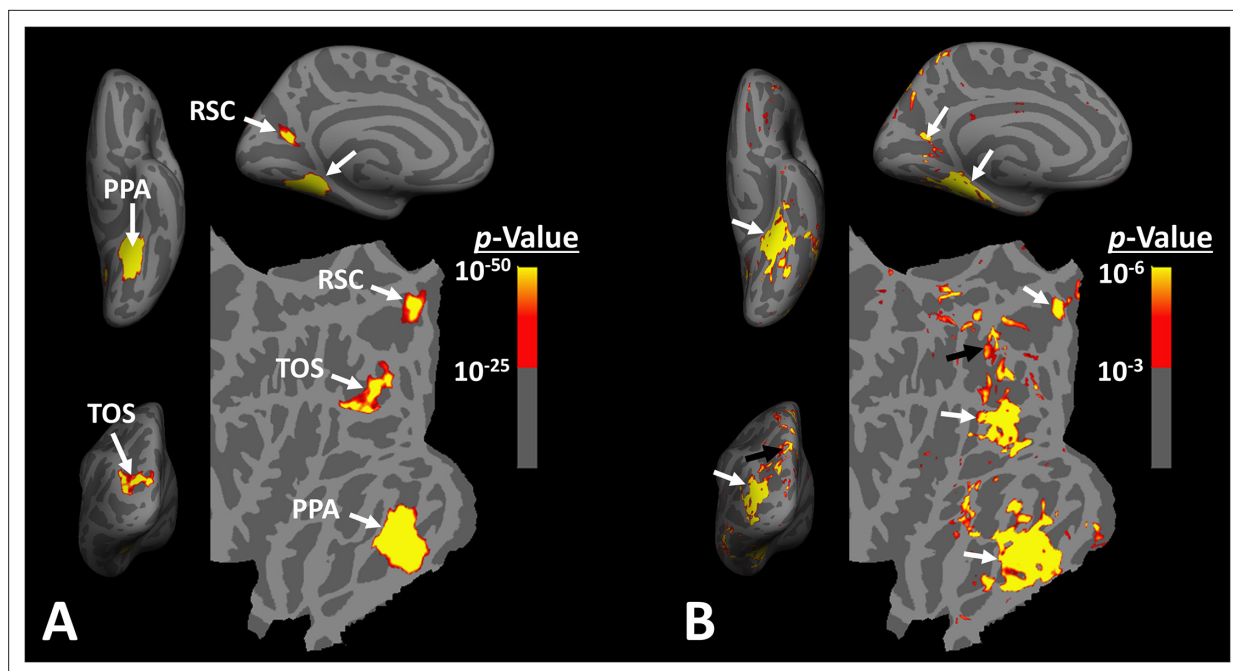 RSC
PPA
p-Value
10-50
RSC
10-25
TOS
TOS
PPA
A
p-Value
10-6
10-3
B